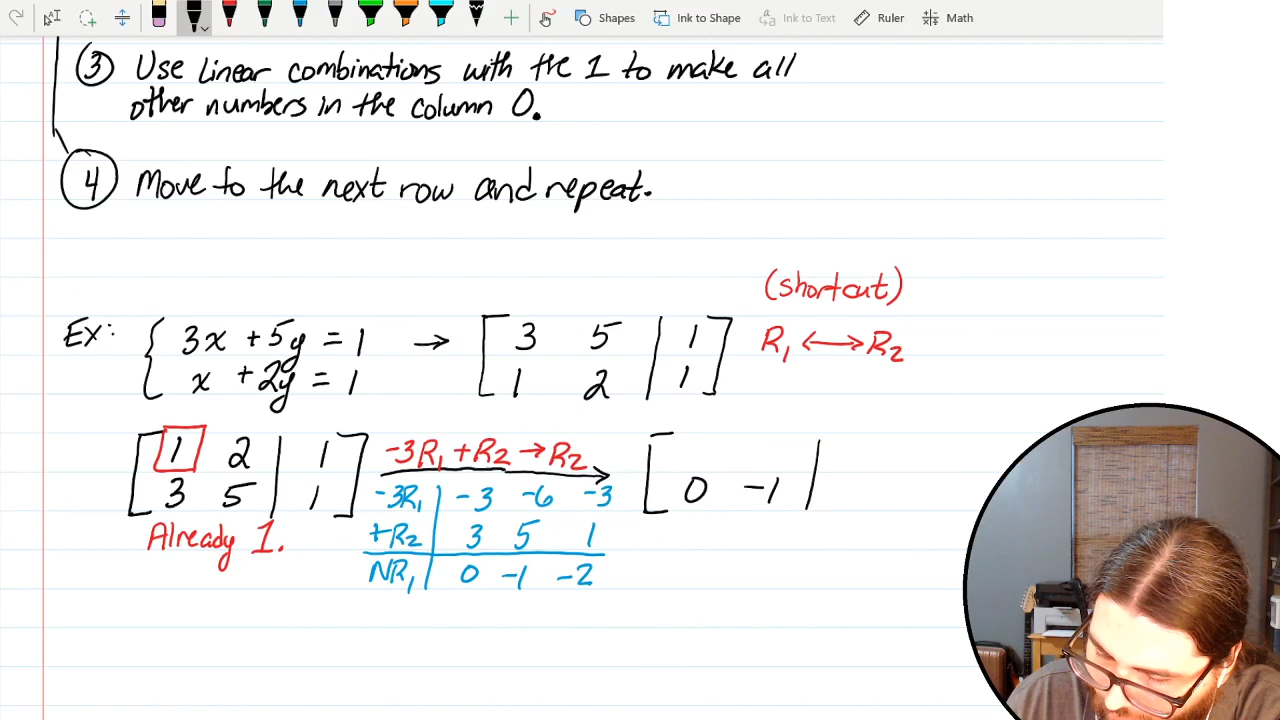 Shapes Ink to Shape Ink to Text Ruler Math
③ Use linear combinations with the 1 to make all
other numbers in the column 0.
④ Move to the next row and repeat.
(shortcut)
Ex: { 3x + 5y = 1 → [ 3 5 | 1 ] R₁ ↔ R₂
x + 2y = 1 [ 1 2 | 1 ]
[ 1 2 | 1 ] -3R₁ + R₂ → R₂
[ 3 5 | 1 ] -3R₁ | -3 -6 -3 [ 0 -1 |
Already 1. +R₂ | 3 5 1
NR₁ | 0 -1 -2